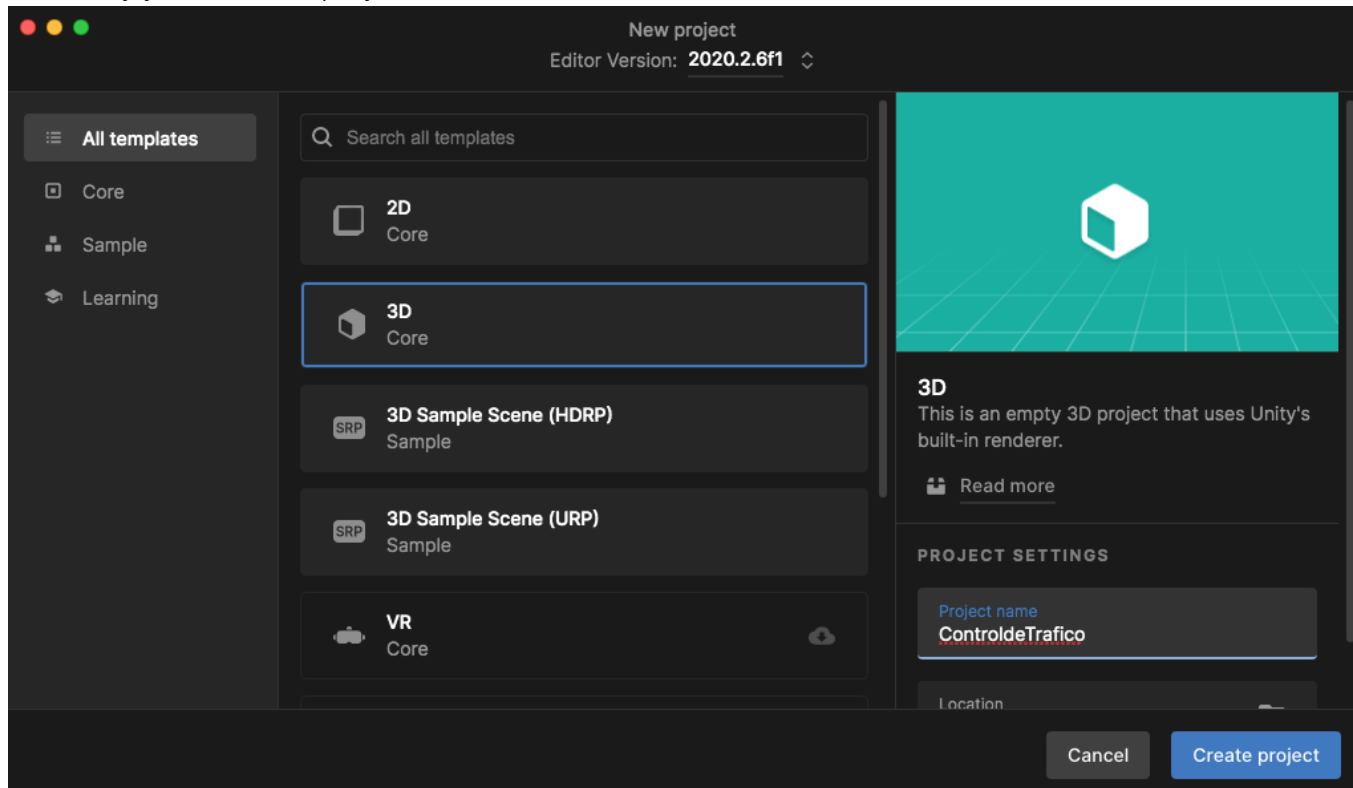 New project
Editor Version: 2020.2.6f1
All templates
Core
Sample
Learning
Search all templates
2D
Core
3D
Core
SRP
3D Sample Scene (HDRP)
Sample
SRP
3D Sample Scene (URP)
Sample
VR
Core
3D
This is an empty 3D project that uses Unity's
built-in renderer.
Read more
PROJECT SETTINGS
Project name
ControldeTrafico
Location
Cancel
Create project